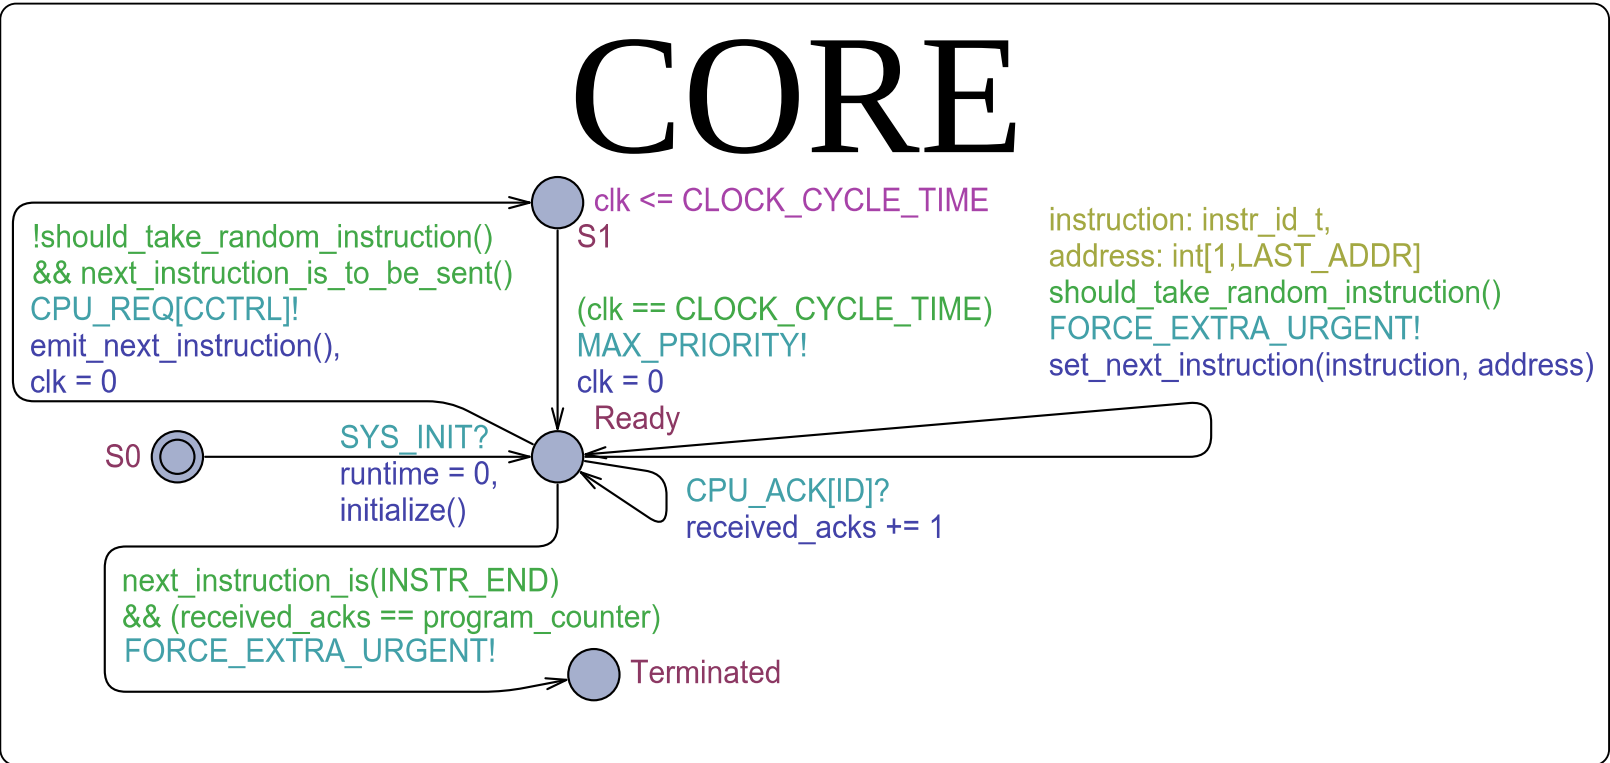 CORE
clk <= CLOCK_CYCLE_TIME
S1
!should_take_random_instruction()
&& next_instruction_is_to_be_sent()
CPU_REQ[CCTRL]!
emit_next_instruction(),
clk = 0
(clk == CLOCK_CYCLE_TIME)
MAX_PRIORITY!
clk = 0
instruction: instr_id_t,
address: int[1,LAST_ADDR]
should_take_random_instruction()
FORCE_EXTRA_URGENT!
set_next_instruction(instruction, address)
Ready
S0
SYS_INIT?
runtime = 0,
initialize()
CPU_ACK[ID]?
received_acks += 1
next_instruction_is(INSTR_END)
&& (received_acks == program_counter)
FORCE_EXTRA_URGENT!
Terminated